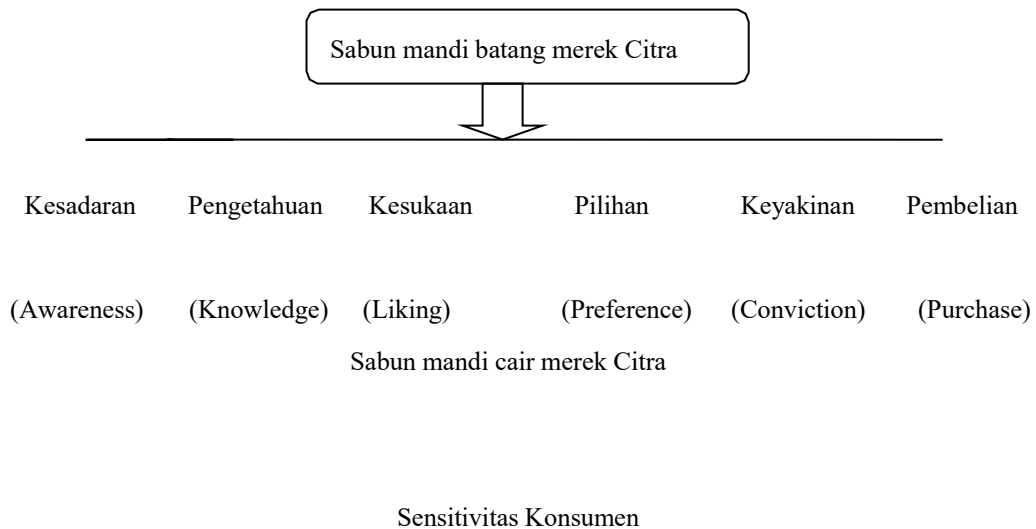 Sabun mandi batang merek Citra
Kesadaran Pengetahuan Kesukaan Pilihan Keyakinan Pembelian
(Awareness) (Knowledge) (Liking) (Preference) (Conviction) (Purchase)
Sabun mandi cair merek Citra
Sensitivitas Konsumen